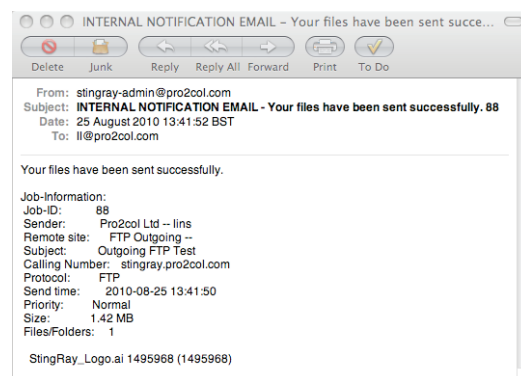 INTERNAL NOTIFICATION EMAIL – Your files have been sent succe...
Delete Junk Reply Reply All Forward Print To Do
From: stingray-admin@pro2col.com
Subject: INTERNAL NOTIFICATION EMAIL - Your files have been sent successfully. 88
Date: 25 August 2010 13:41:52 BST
To: ll@pro2col.com
Your files have been sent successfully.
Job-Information:
Job-ID: 88
Sender: Pro2col Ltd -- lins
Remote site: FTP Outgoing --
Subject: Outgoing FTP Test
Calling Number: stingray.pro2col.com
Protocol: FTP
Send time: 2010-08-25 13:41:50
Priority: Normal
Size: 1.42 MB
Files/Folders: 1
StingRay_Logo.ai 1495968 (1495968)